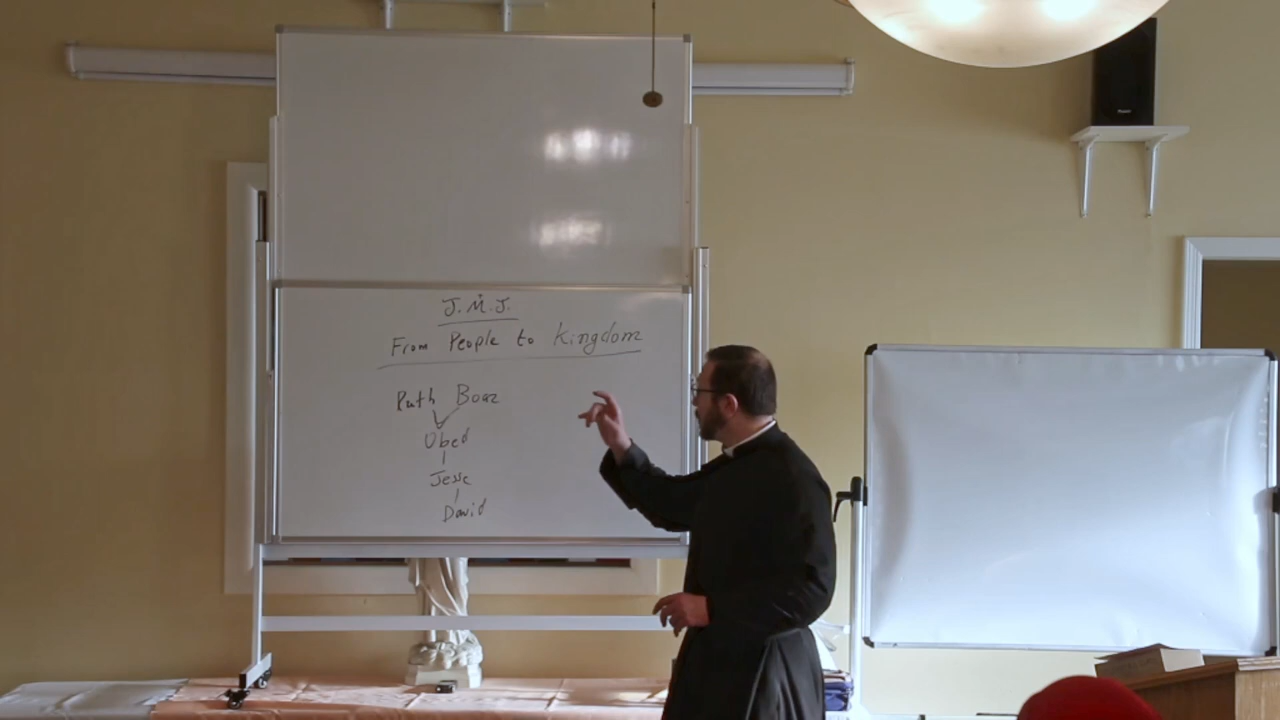 J.M.J.
From People to Kingdom
Ruth Boaz
Obed
Jesse
David